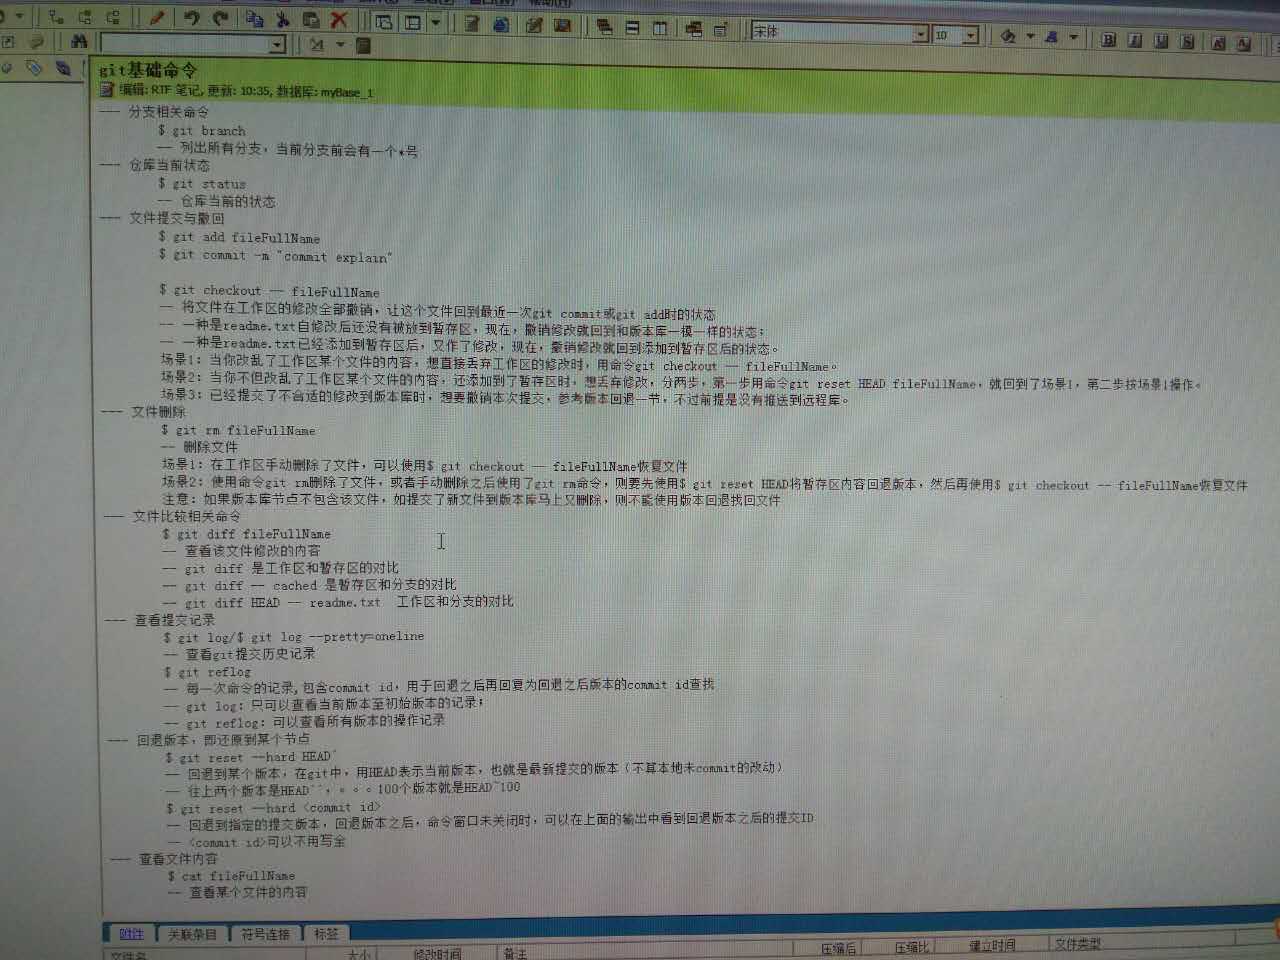 宋体
10
git基础命令
编辑: RTF 笔记, 更新: 10:35, 数据库: myBase_1
--- 分支相关命令
$ git branch
-- 列出所有分支，当前分支前会有一个*号
--- 仓库当前状态
$ git status
-- 仓库当前的状态
--- 文件提交与撤回
$ git add fileFullName
$ git commit -m "commit explain"
$ git checkout -- fileFullName
-- 将文件在工作区的修改全部撤销，让这个文件回到最近一次git commit或git add时的状态
-- 一种是readme.txt自修改后还没有被放到暂存区，现在，撤销修改就回到和版本库一模一样的状态；
-- 一种是readme.txt已经添加到暂存区后，又作了修改，现在，撤销修改就回到添加到暂存区后的状态。
场景1：当你改乱了工作区某个文件的内容，想直接丢弃工作区的修改时，用命令git checkout -- fileFullName。
场景2：当你不但改乱了工作区某个文件的内容，还添加到了暂存区时，想丢弃修改，分两步，第一步用命令git reset HEAD fileFullName，就回到了场景1，第二步按场景1操作。
场景3：已经提交了不合适的修改到版本库时，想要撤销本次提交，参考版本回退一节，不过前提是没有推送到远程库。
--- 文件删除
$ git rm fileFullName
-- 删除文件
场景1：在工作区手动删除了文件，可以使用$ git checkout -- fileFullName恢复文件
场景2：使用命令git rm删除了文件，或者手动删除之后使用了git rm命令，则要先使用$ git reset HEAD将暂存区内容回退版本，然后再使用$ git checkout -- fileFullName恢复文件
注意：如果版本库节点不包含该文件，如提交了新文件到版本库马上又删除，则不能使用版本回退找回文件
--- 文件比较相关命令
$ git diff fileFullName
-- 查看该文件修改的内容
-- git diff 是工作区和暂存区的对比
-- git diff -- cached 是暂存区和分支的对比
-- git diff HEAD -- readme.txt 工作区和分支的对比
--- 查看提交记录
$ git log/$ git log --pretty=oneline
-- 查看git提交历史记录
$ git reflog
-- 每一次命令的记录,包含commit id，用于回退之后再回复为回退之后版本的commit id查找
-- git log：只可以查看当前版本至初始版本的记录；
-- git reflog：可以查看所有版本的操作记录
--- 回退版本，即还原到某个节点
$ git reset --hard HEAD^
-- 回退到某个版本，在git中，用HEAD表示当前版本，也就是最新提交的版本（不算本地未commit的改动）
-- 往上两个版本是HEAD^^，。。。100个版本就是HEAD~100
$ git reset --hard <commit id>
-- 回退到指定的提交版本，回退版本之后，命令窗口未关闭时，可以在上面的输出中看到回退版本之后的提交ID
-- <commit id>可以不用写全
--- 查看文件内容
$ cat fileFullName
-- 查看某个文件的内容
附注 关联条目 符号连接 标签
文件名 大小 修改时间 备注 压缩后 压缩比 建立时间 文件类型